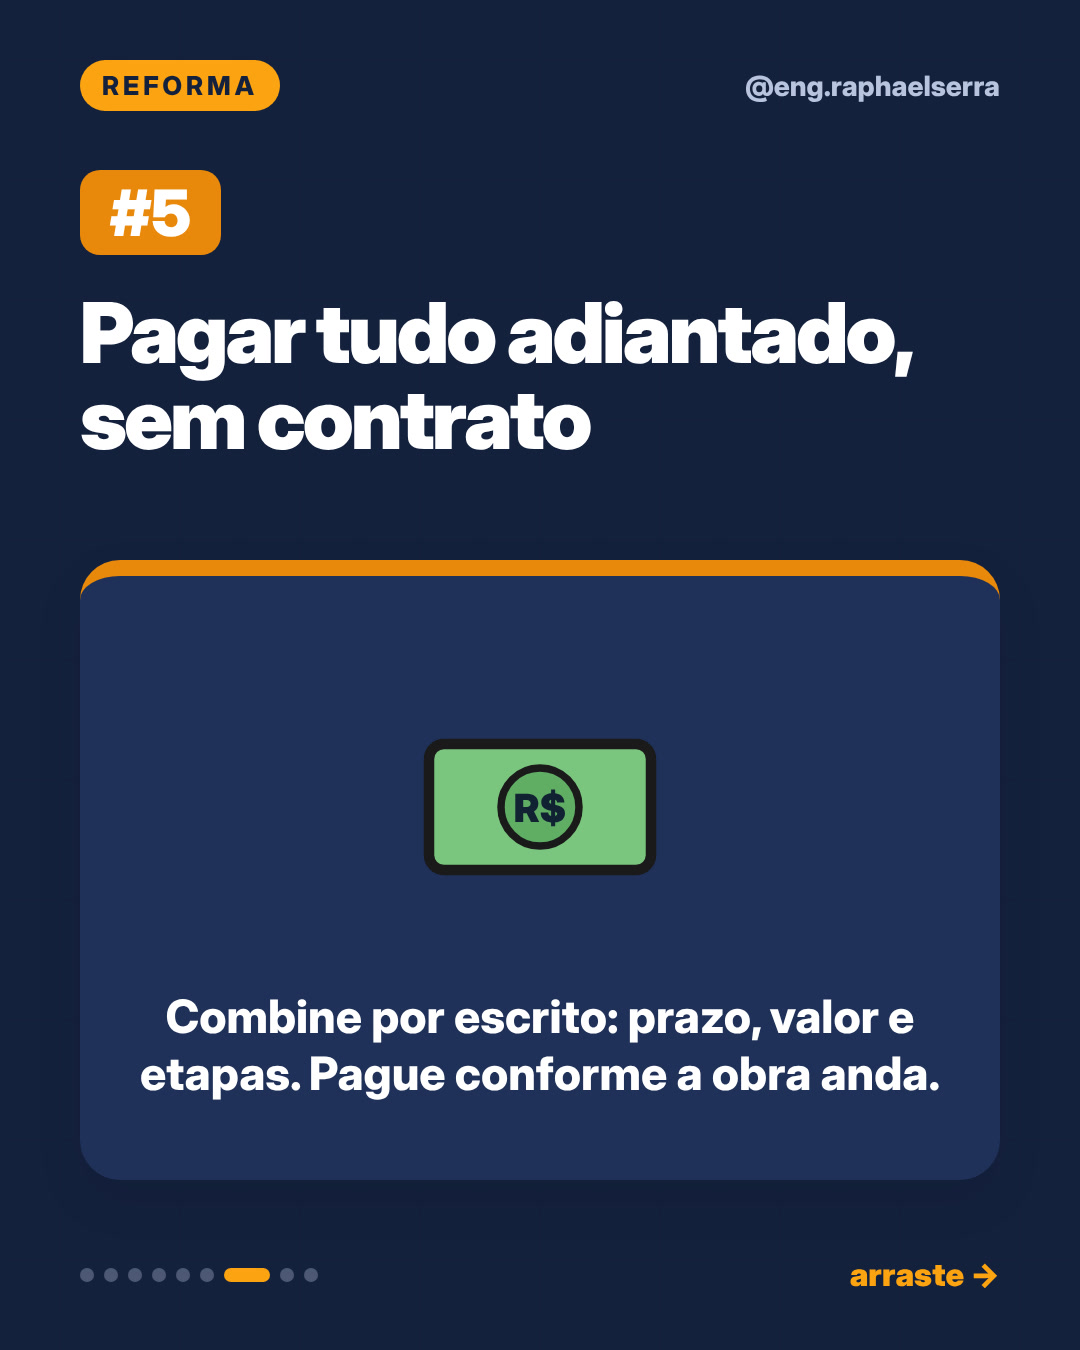 REFORMA
@eng.raphaelserra
#5
Pagar tudo adiantado,
sem contrato
R$
Combine por escrito: prazo, valor e
etapas. Pague conforme a obra anda.
arraste →